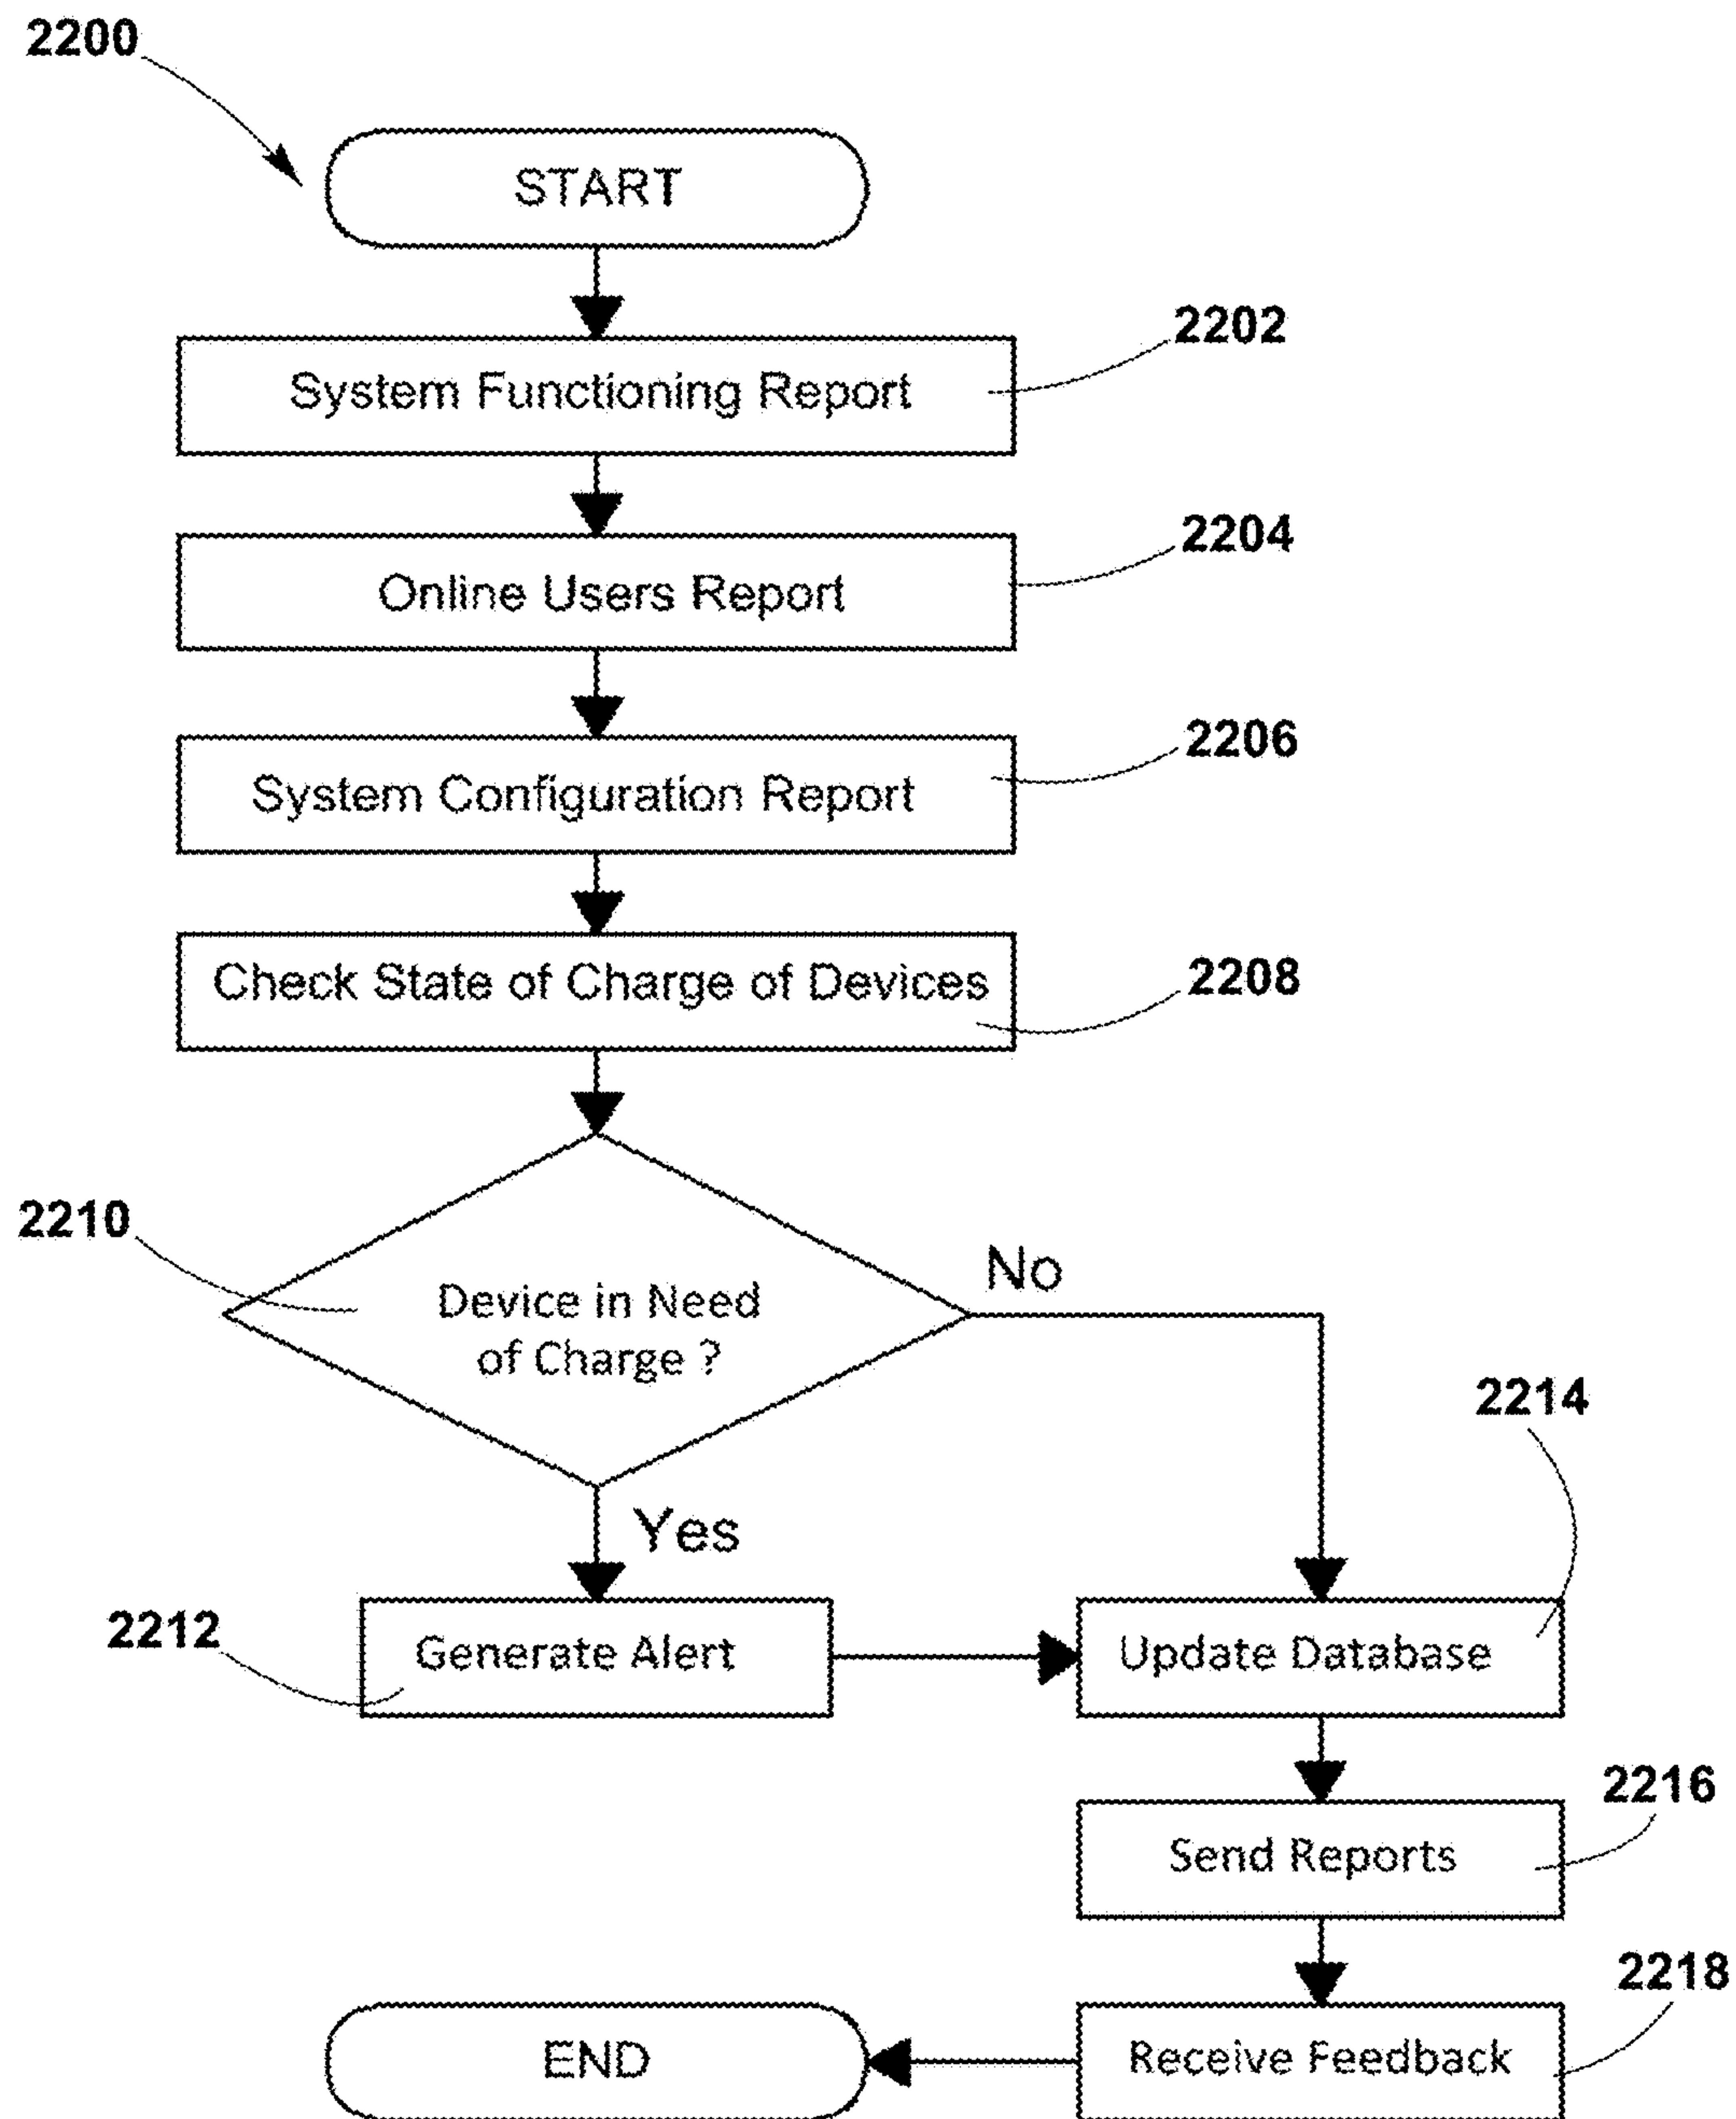 2200
START
2202
System Functioning Report
2204
Online Users Report
2206
System Configuration Report
2208
Check State of Charge of Devices
2210
No
Device in Need
of Charge ?
2214
Yes
2212
Generate Alert
Update Database
2216
Send Reports
2218
END
Receive Feedback